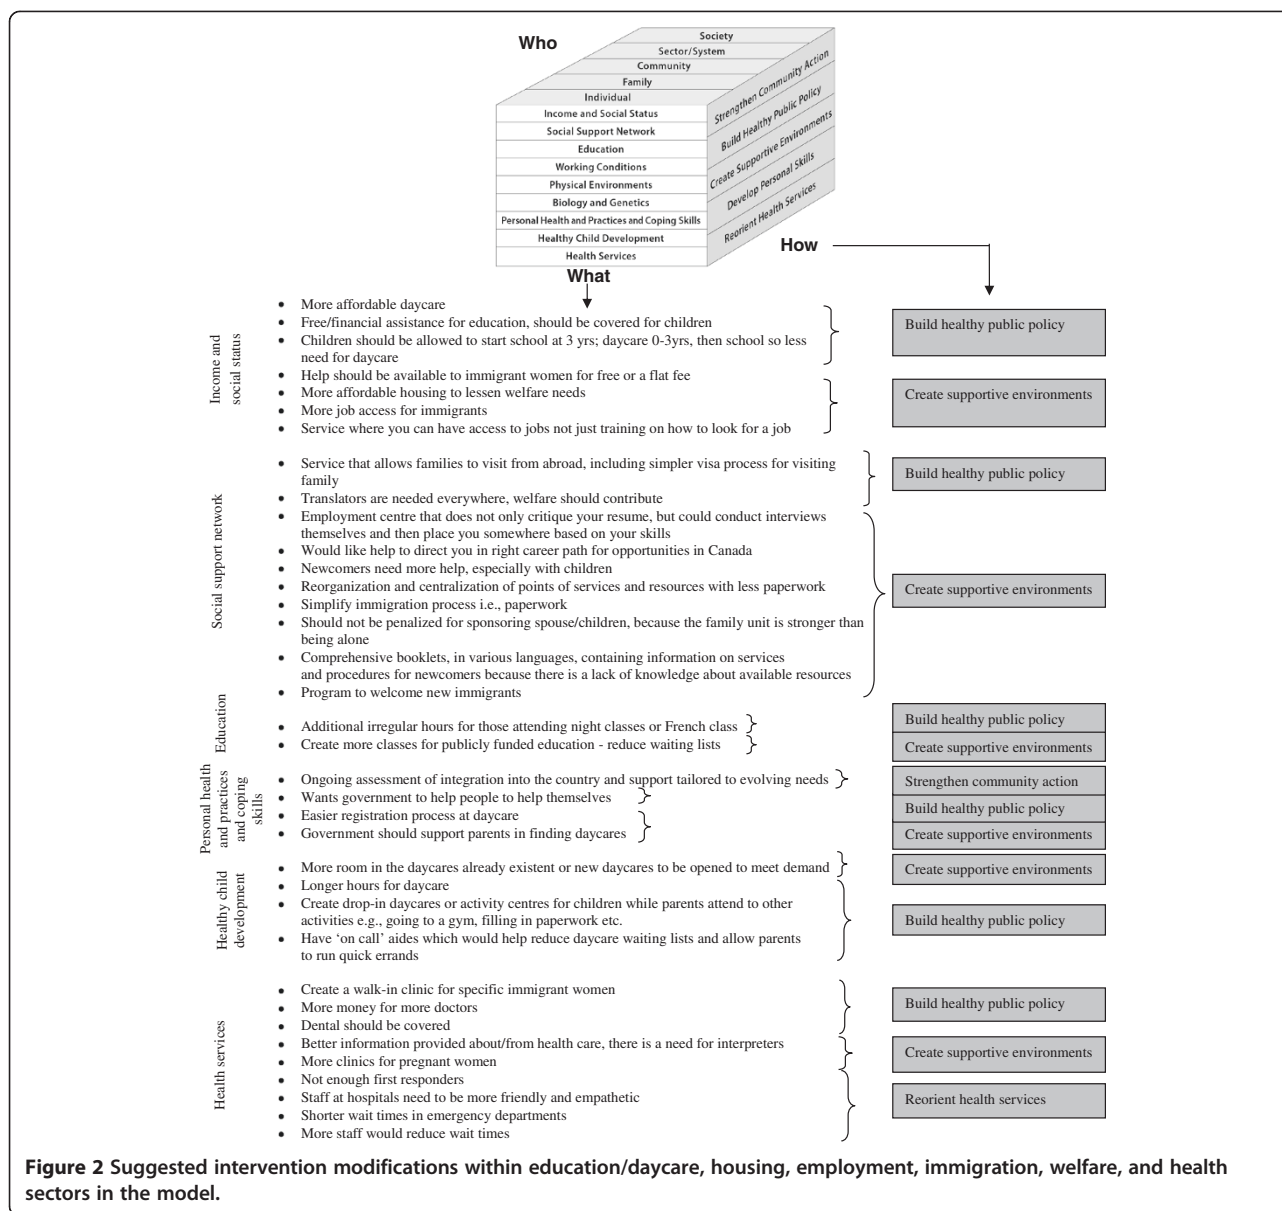 Who
Society
Sector/System
Community
Family
Individual
Income and Social Status
Social Support Network
Education
Working Conditions
Physical Environments
Biology and Genetics
Personal Health and Practices and Coping Skills
Healthy Child Development
Health Services
Strengthen Community Action
Build Healthy Public Policy
Create Supportive Environments
Develop Personal Skills
Reorient Health Services
How
What
Income and
social status
• More affordable daycare
• Free/financial assistance for education, should be covered for children
• Children should be allowed to start school at 3 yrs; daycare 0-3yrs, then school so less
need for daycare
Build healthy public policy
• Help should be available to immigrant women for free or a flat fee
• More affordable housing to lessen welfare needs
• More job access for immigrants
• Service where you can have access to jobs not just training on how to look for a job
Create supportive environments
Social support network
• Service that allows families to visit from abroad, including simpler visa process for visiting
family
• Translators are needed everywhere, welfare should contribute
Build healthy public policy
• Employment centre that does not only critique your resume, but could conduct interviews
themselves and then place you somewhere based on your skills
• Would like help to direct you in right career path for opportunities in Canada
• Newcomers need more help, especially with children
• Reorganization and centralization of points of services and resources with less paperwork
• Simplify immigration process i.e., paperwork
• Should not be penalized for sponsoring spouse/children, because the family unit is stronger than
being alone
• Comprehensive booklets, in various languages, containing information on services
and procedures for newcomers because there is a lack of knowledge about available resources
• Program to welcome new immigrants
Create supportive environments
Education
• Additional irregular hours for those attending night classes or French class
Build healthy public policy
• Create more classes for publicly funded education - reduce waiting lists
Create supportive environments
Personal health
and practices
and coping
skills
• Ongoing assessment of integration into the country and support tailored to evolving needs
Strengthen community action
• Wants government to help people to help themselves
Build healthy public policy
• Easier registration process at daycare
• Government should support parents in finding daycares
Create supportive environments
Healthy child
development
• More room in the daycares already existent or new daycares to be opened to meet demand
Create supportive environments
• Longer hours for daycare
• Create drop-in daycares or activity centres for children while parents attend to other
activities e.g., going to a gym, filling in paperwork etc.
• Have ‘on call’ aides which would help reduce daycare waiting lists and allow parents
to run quick errands
Build healthy public policy
Health services
• Create a walk-in clinic for specific immigrant women
• More money for more doctors
• Dental should be covered
Build healthy public policy
• Better information provided about/from health care, there is a need for interpreters
• More clinics for pregnant women
Create supportive environments
• Not enough first responders
• Staff at hospitals need to be more friendly and empathetic
• Shorter wait times in emergency departments
• More staff would reduce wait times
Reorient health services
Figure 2 Suggested intervention modifications within education/daycare, housing, employment, immigration, welfare, and health
sectors in the model.